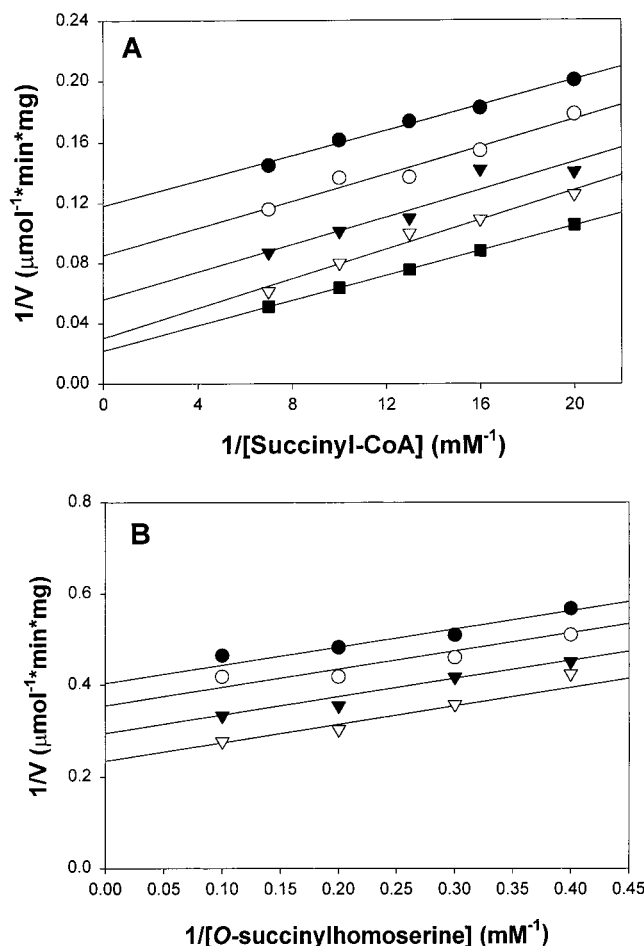 A
0.24
0.20
0.16
0.12
0.08
0.04
0.00
1/V (μmol⁻¹*min*mg)
0 4 8 12 16 20
1/[Succinyl-CoA] (mM⁻¹)
B
0.8
0.6
0.4
0.2
0.0
1/V (μmol⁻¹*min*mg)
0.00 0.05 0.10 0.15 0.20 0.25 0.30 0.35 0.40 0.45
1/[O-succinylhomoserine] (mM⁻¹)